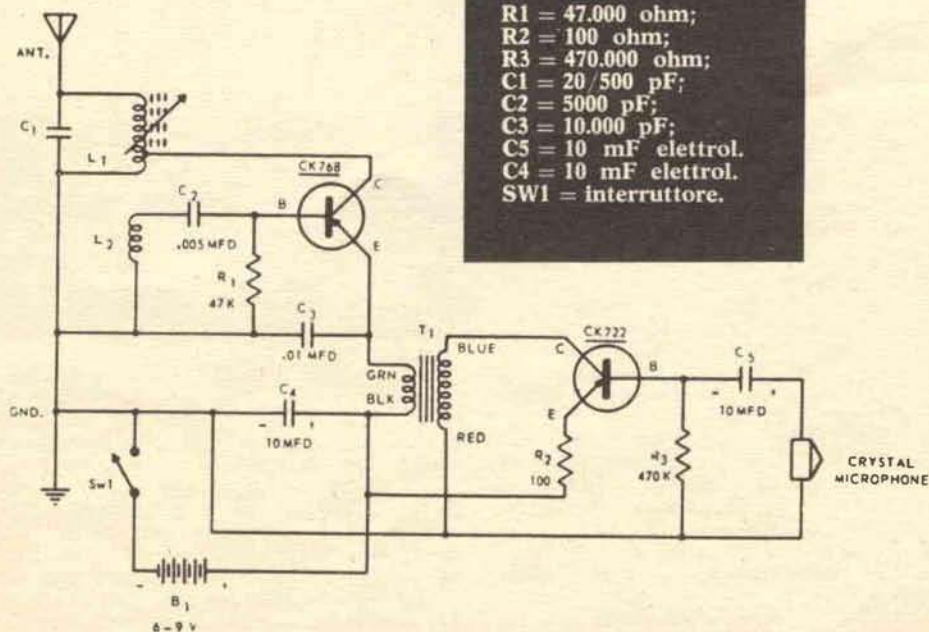 R1 = 47.000 ohm;
R2 = 100 ohm;
R3 = 470.000 ohm;
C1 = 20/500 pF;
C2 = 5000 pF;
C3 = 10.000 pF;
C5 = 10 mF elettrol.
C4 = 10 mF elettrol.
SW1 = interruttore.
ANT.
C1
L1
CK768
C
B
E
C2
.005 MFD
L2
R1
47K
C3
.01 MFD
T1
BLUE
GRN
BLK
RED
CK722
C
B
E
C5
- +
10MFD
GND.
C4
- +
10MFD
R2
100
R3
470K
CRYSTAL
MICROPHONE
SW1
- +
B1
6-9 V